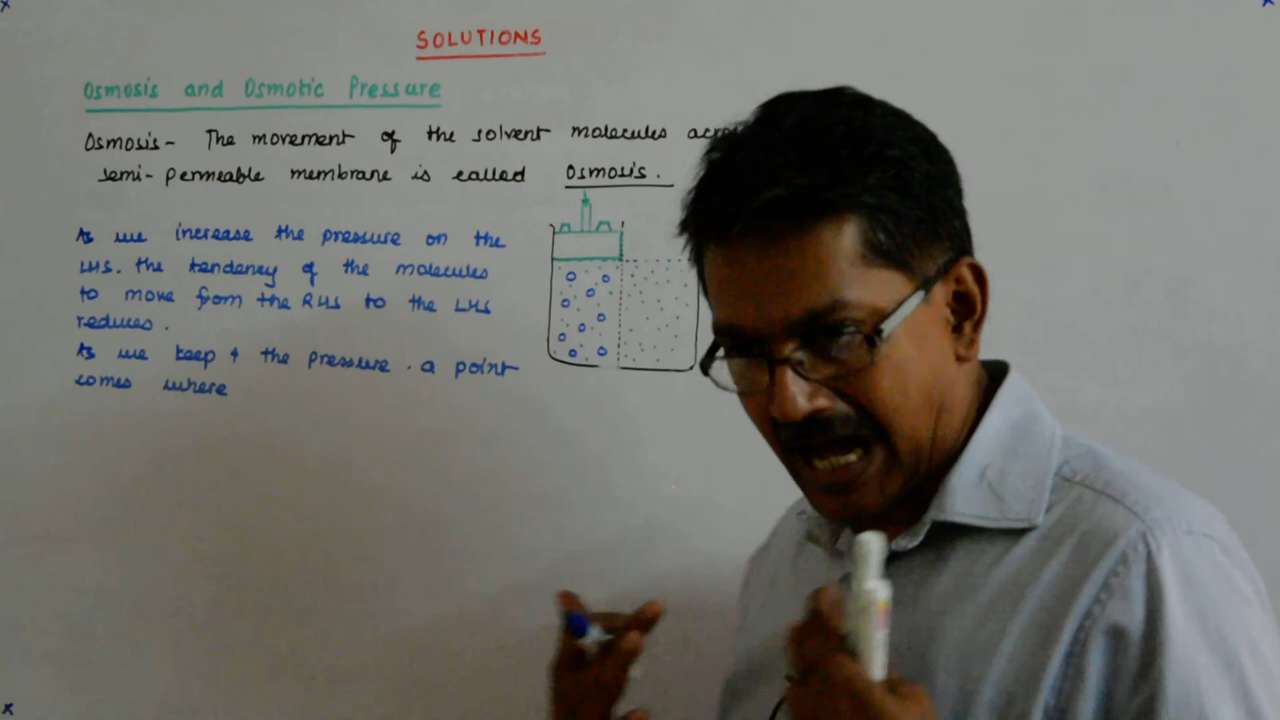 SOLUTIONS
Osmosis and Osmotic Pressure
Osmosis - The movement of the solvent molecules
semi-permeable membrane is called Osmosis.
As we increase the pressure on the
LHS. the tendency of the molecules
to move from the RHS to the LHS
reduces.
As we keep ↑ the pressure. a point
comes where